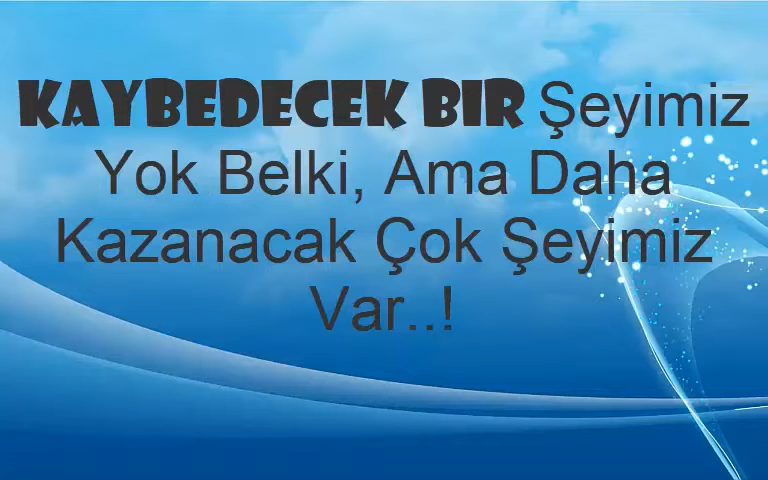 KAYBEDECEK BIR Şeyimiz
Yok Belki, Ama Daha
Kazanacak Çok Şeyimiz
Var..!